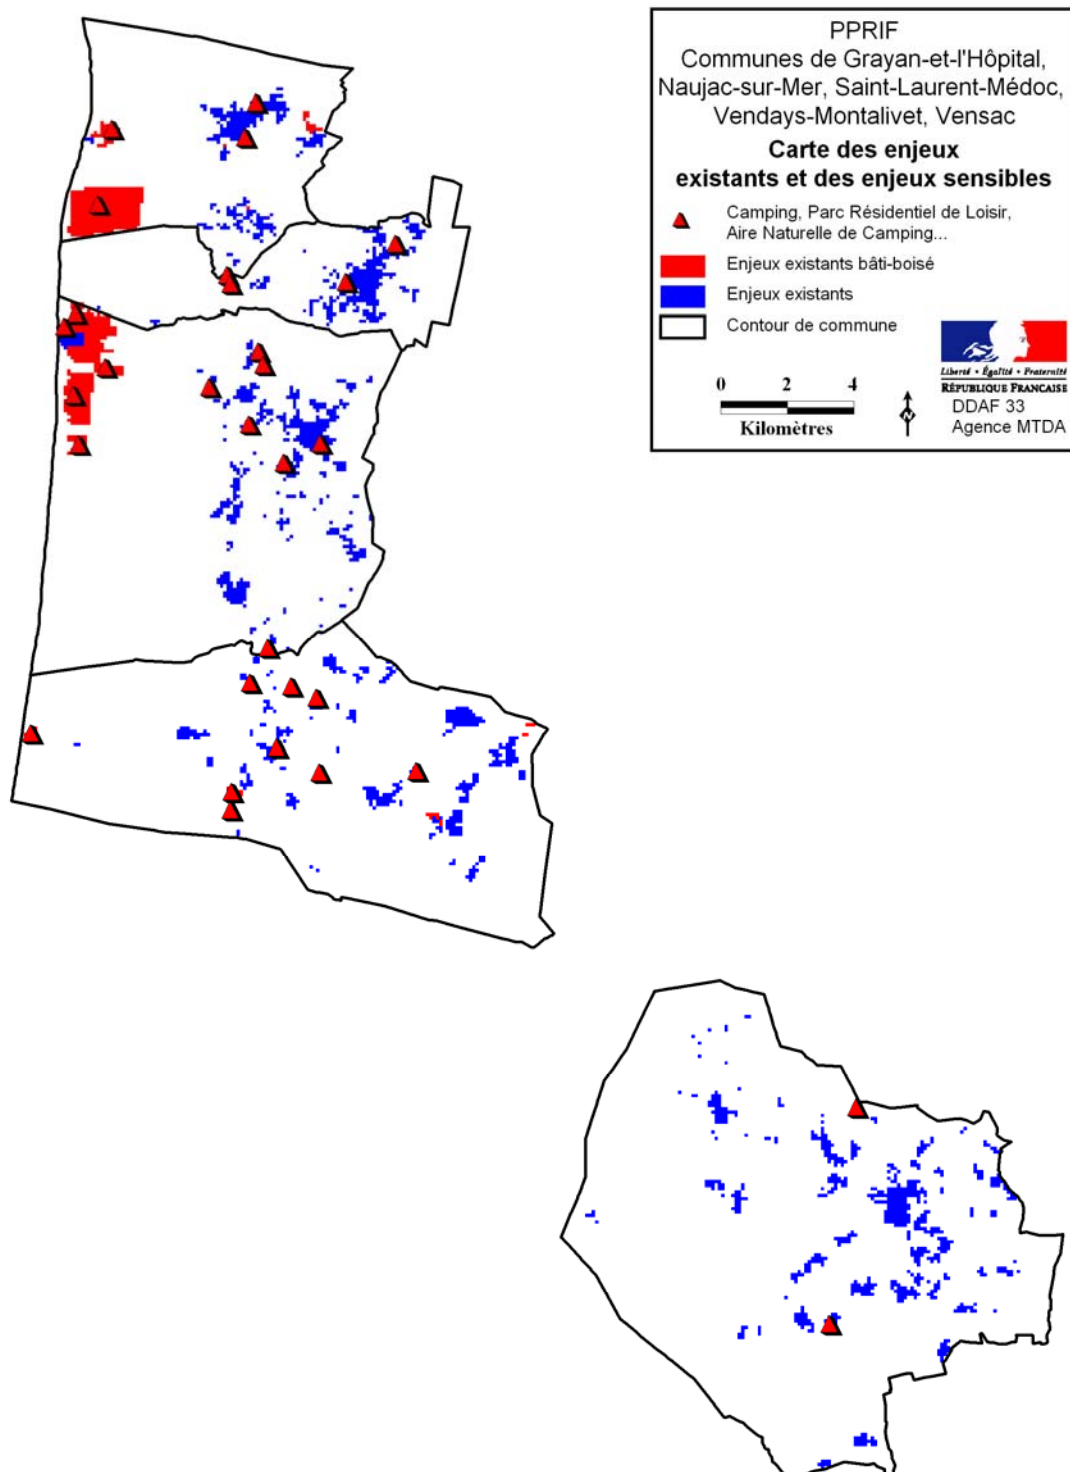 PPRIF
Communes de Grayan-et-l'Hôpital,
Naujac-sur-Mer, Saint-Laurent-Médoc,
Vendays-Montalivet, Vensac
Carte des enjeux
existants et des enjeux sensibles
Camping, Parc Résidentiel de Loisir,
Aire Naturelle de Camping...
Enjeux existants bâti-boisé
Enjeux existants
Contour de commune
0 2 4
Kilomètres
N
Liberté • Égalité • Fraternité
RÉPUBLIQUE FRANÇAISE
DDAF 33
Agence MTDA